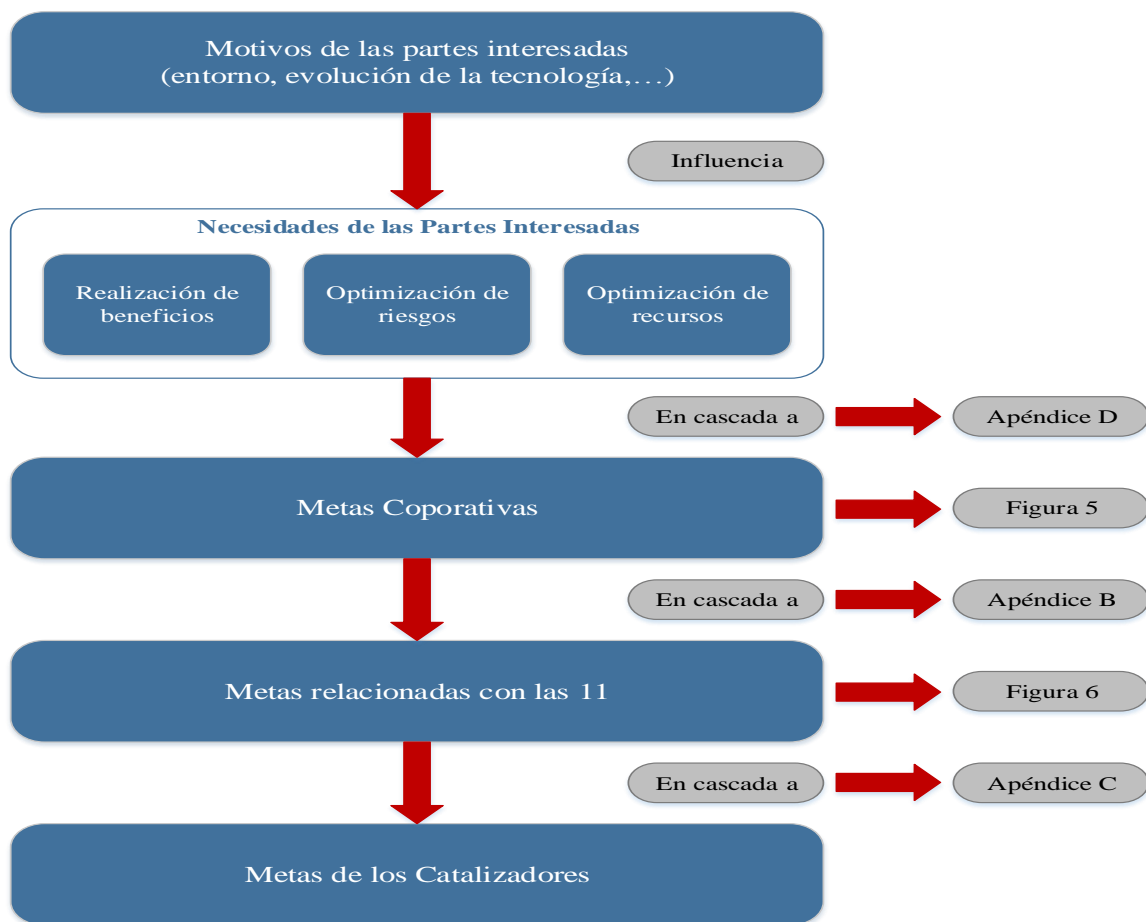 Motivos de las partes interesadas
(entorno, evolución de la tecnología,…)
Influencia
Necesidades de las Partes Interesadas
Realización de
beneficios
Optimización de
riesgos
Optimización de
recursos
En cascada a
Apéndice D
Metas Coporativas
Figura 5
En cascada a
Apéndice B
Metas relacionadas con las 11
Figura 6
En cascada a
Apéndice C
Metas de los Catalizadores